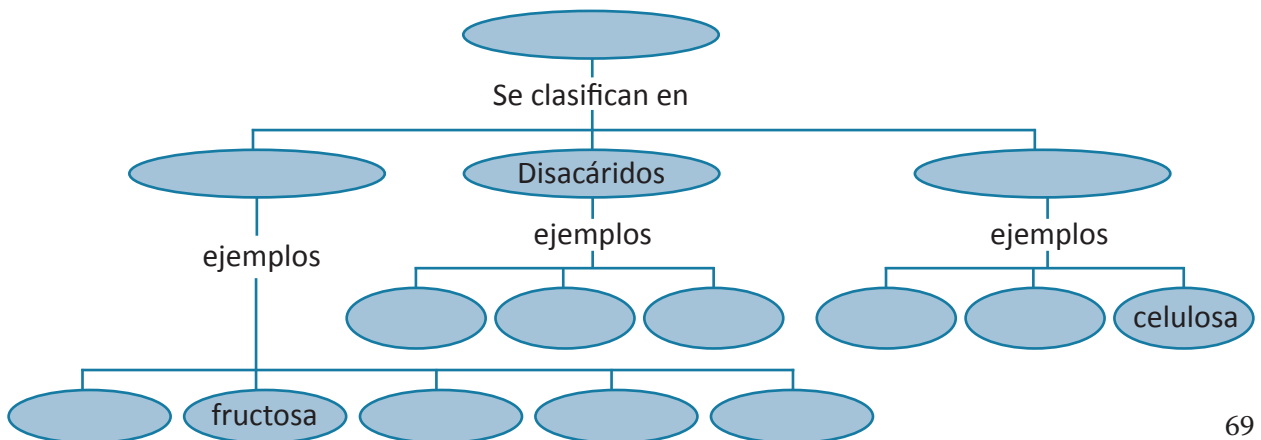 Se clasifican en
Disacáridos
ejemplos
ejemplos
ejemplos
celulosa
fructosa
69